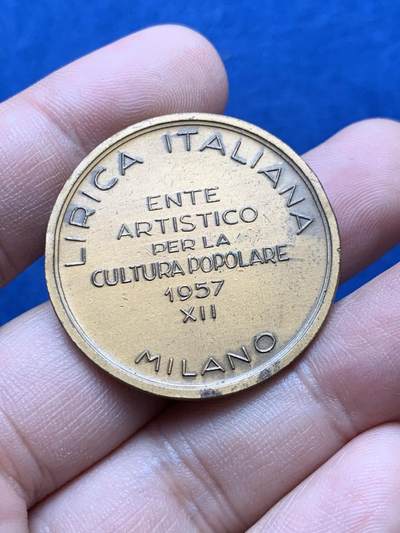 LIRICA ITALIANA
ENTE
ARTISTICO
PER LA
CULTURA POPOLARE
1957
XII
MILANO